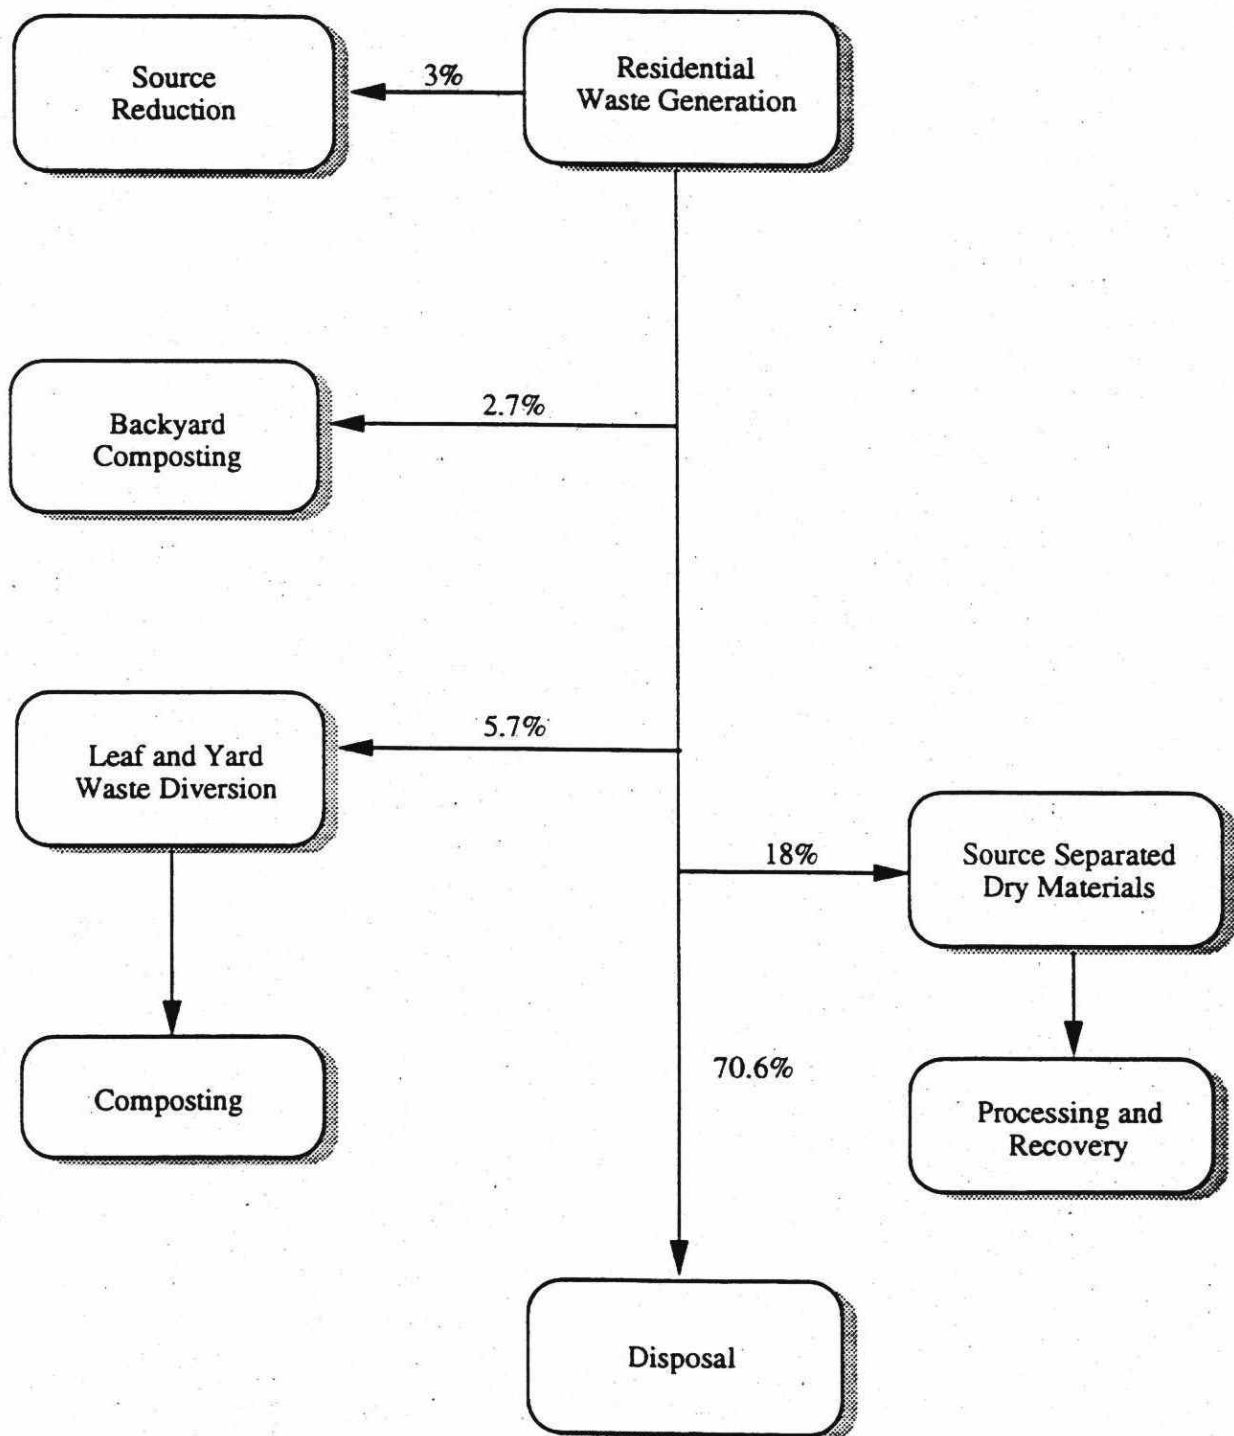 Source
Reduction
3%
Residential
Waste Generation
Backyard
Composting
2.7%
Leaf and Yard
Waste Diversion
5.7%
18%
Source Separated
Dry Materials
Composting
70.6%
Processing and
Recovery
Disposal